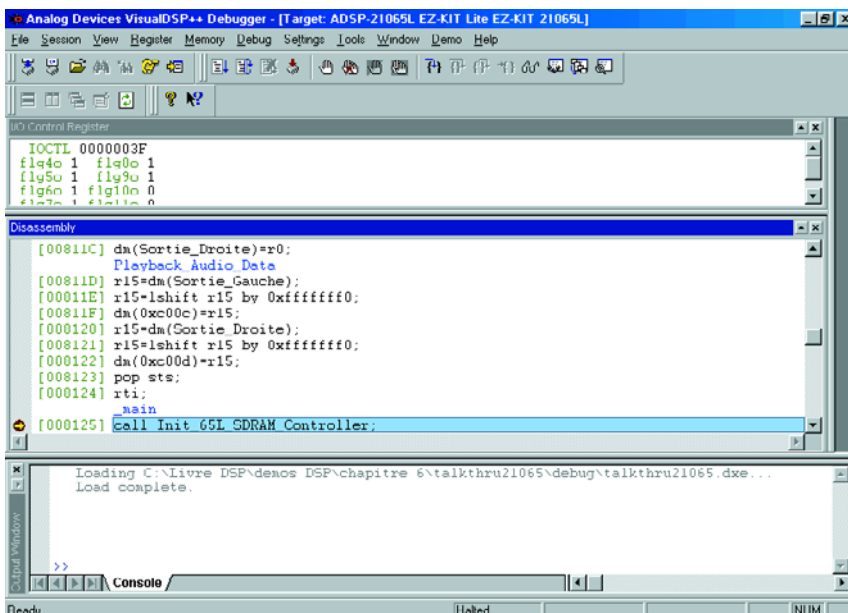 Analog Devices VisualDSP++ Debugger - [Target: ADSP-21065L EZ-KIT Lite EZ-KIT 21065L]
File Session View Register Memory Debug Settings Tools Window Demo Help
I/O Control Register
IOCTL 0000003F
flg4o 1 flg8o 1
flg5o 1 flg9o 1
flg6o 1 flg10o 0
flg7o 1 flg11o 0
Disassembly
[00811C] dm(Sortie_Droite)=r0;
Playback_Audio_Data
[00811D] r15=dm(Sortie_Gauche);
[00011E] r15=lshift r15 by 0xfffffff0;
[00811F] dm(0xc00c)=r15;
[000120] r15=dm(Sortie_Droite);
[008121] r15=lshift r15 by 0xfffffff0;
[000122] dm(0xc00d)=r15;
[008123] pop sts;
[000124] rti;
_main
[000125] call Init_65L_SDRAM_Controller;
Loading C:\Livre DSP\demos DSP\chapitre 6\talkthru21065\debug\talkthru21065.dxe...
Load complete.
Output Window
>>
Console
Ready Halted NUM